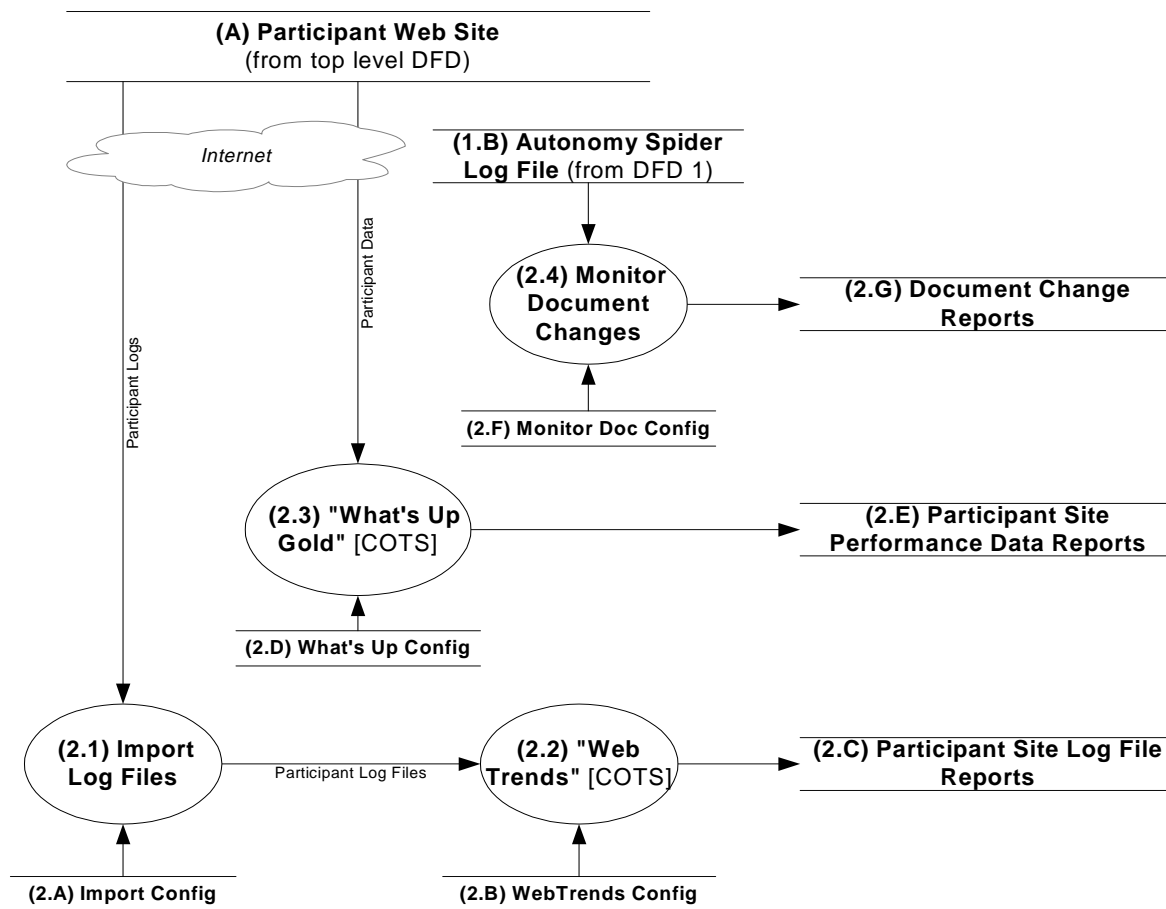 (A) Participant Web Site
(from top level DFD)
Internet
(1.B) Autonomy Spider
Log File (from DFD 1)
Participant Data
Participant Logs
(2.4) Monitor
Document
Changes
(2.G) Document Change
Reports
(2.F) Monitor Doc Config
(2.3) "What's Up
Gold" [COTS]
(2.E) Participant Site
Performance Data Reports
(2.D) What's Up Config
(2.1) Import
Log Files
Participant Log Files
(2.2) "Web
Trends" [COTS]
(2.C) Participant Site Log File
Reports
(2.A) Import Config
(2.B) WebTrends Config